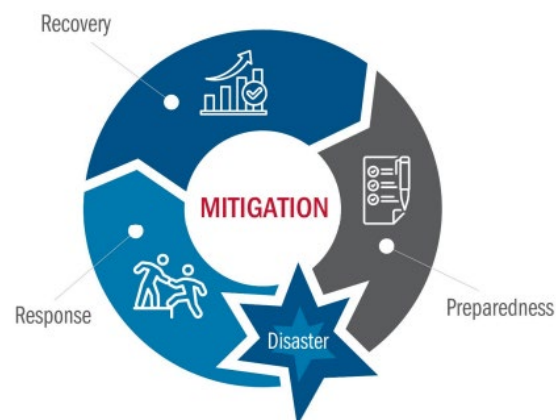 Recovery
MITIGATION
Response
Preparedness
Disaster